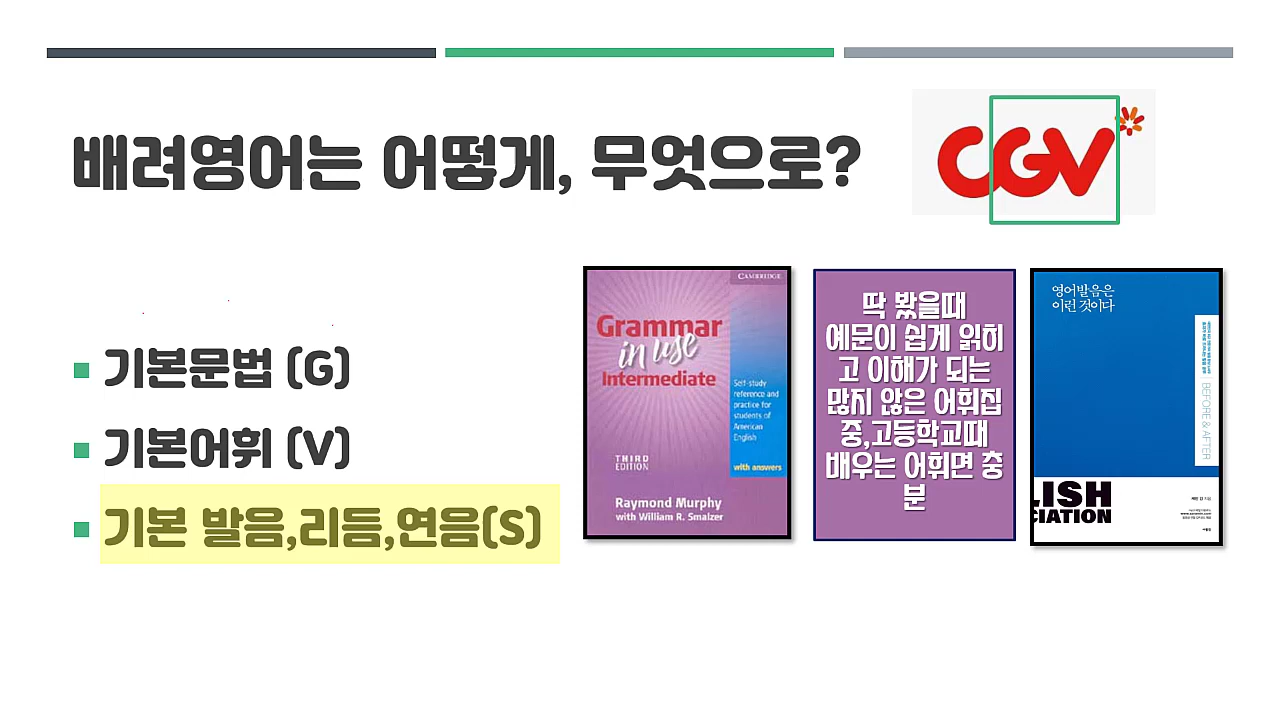 배려영어는 어떻게, 무엇으로?
CGV
기본문법 (G)
기본어휘 (V)
기본 발음,리듬,연음(S)
CAMBRIDGE
Grammar
in use
Intermediate
Self-study
reference and
practice for
students of
American
English
THIRD
EDITION
with answers
Raymond Murphy
with William R. Smalzer
딱 봤을때
예문이 쉽게 읽히
고 이해가 되는
많지 않은 어휘집
중,고등학교때
배우는 어휘면 충
분
영어발음은
이런 것이다
BEFORE & AFTER
LISH
CIATION